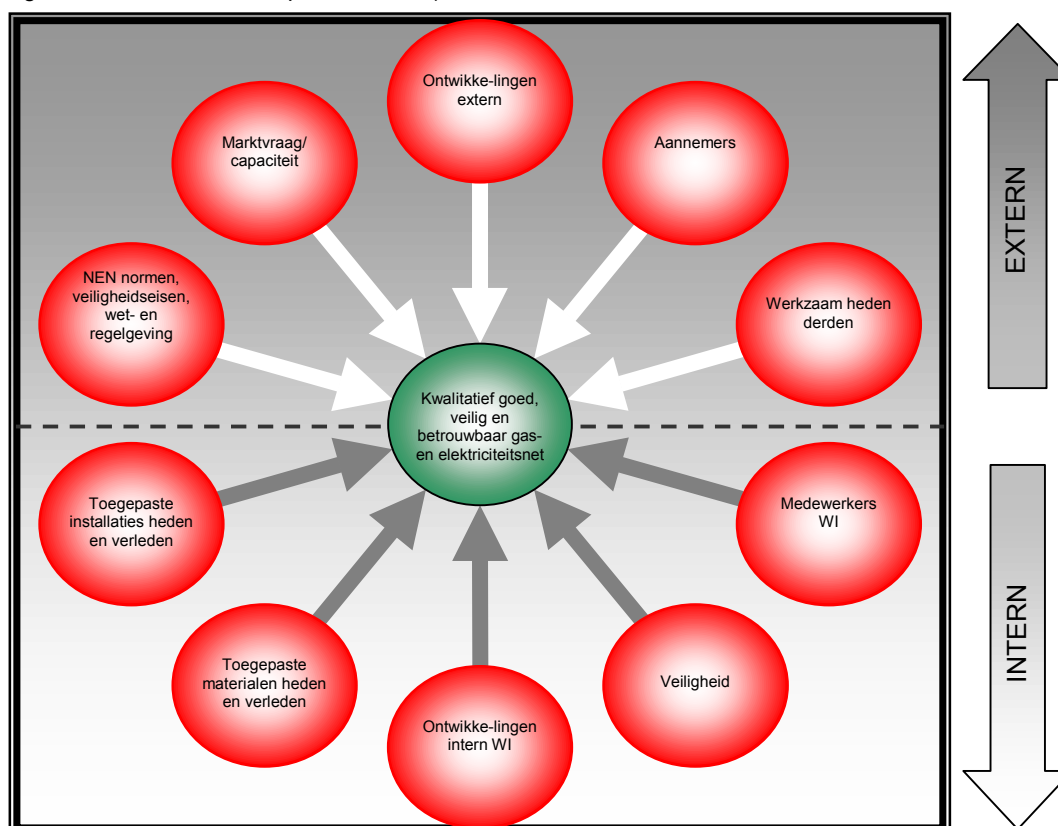 Ontwikke-lingen
extern
Marktvraag/
capaciteit
Aannemers
NEN normen,
veiligheidseisen,
wet- en
regelgeving
Werkzaam heden
derden
EXTERN
Kwalitatief goed,
veilig en
betrouwbaar gas-
en elektriciteitsnet
Toegepaste
installaties heden
en verleden
Medewerkers
WI
Toegepaste
materialen heden
en verleden
Ontwikke-lingen
intern WI
Veiligheid
INTERN